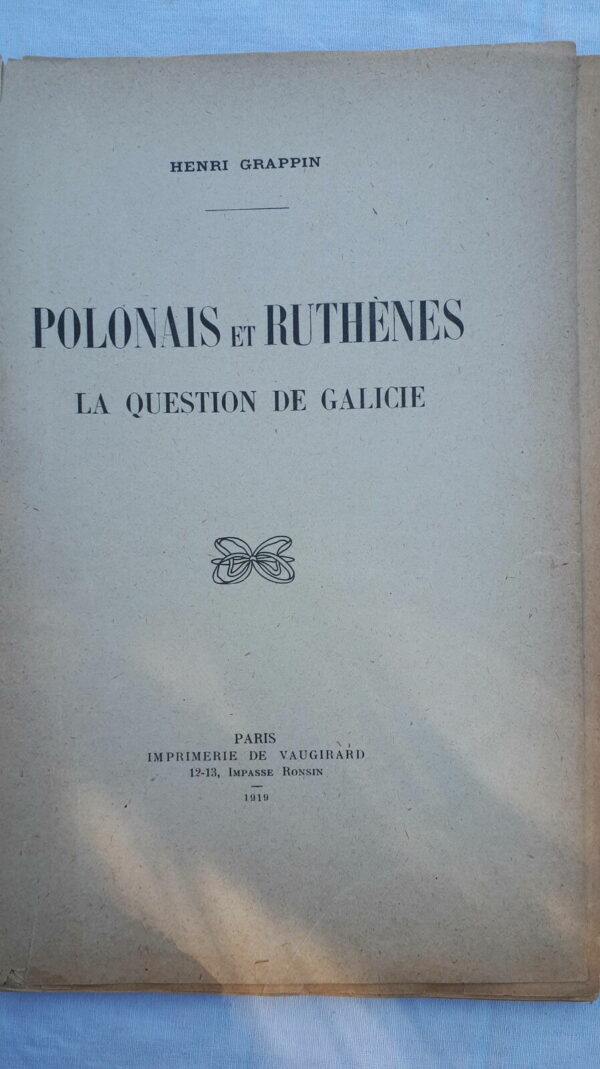 HENRI GRAPPIN
POLONAIS ET RUTHÈNES
LA QUESTION DE GALICIE
PARIS
IMPRIMERIE DE VAUGIRARD
12-13, IMPASSE RONSIN
1919